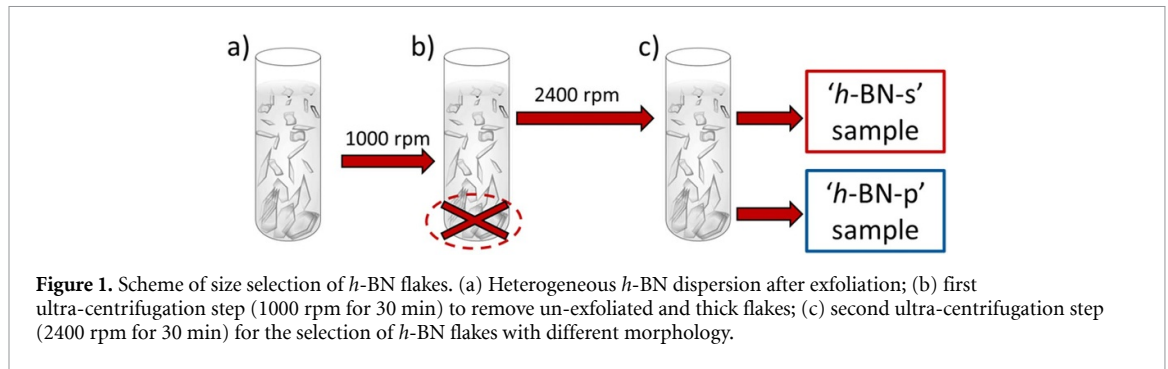 a)
b)
c)
1000 rpm
2400 rpm
‘h-BN-s’
sample
‘h-BN-p’
sample
Figure 1. Scheme of size selection of h-BN flakes. (a) Heterogeneous h-BN dispersion after exfoliation; (b) first
ultra-centrifugation step (1000 rpm for 30 min) to remove un-exfoliated and thick flakes; (c) second ultra-centrifugation step
(2400 rpm for 30 min) for the selection of h-BN flakes with different morphology.